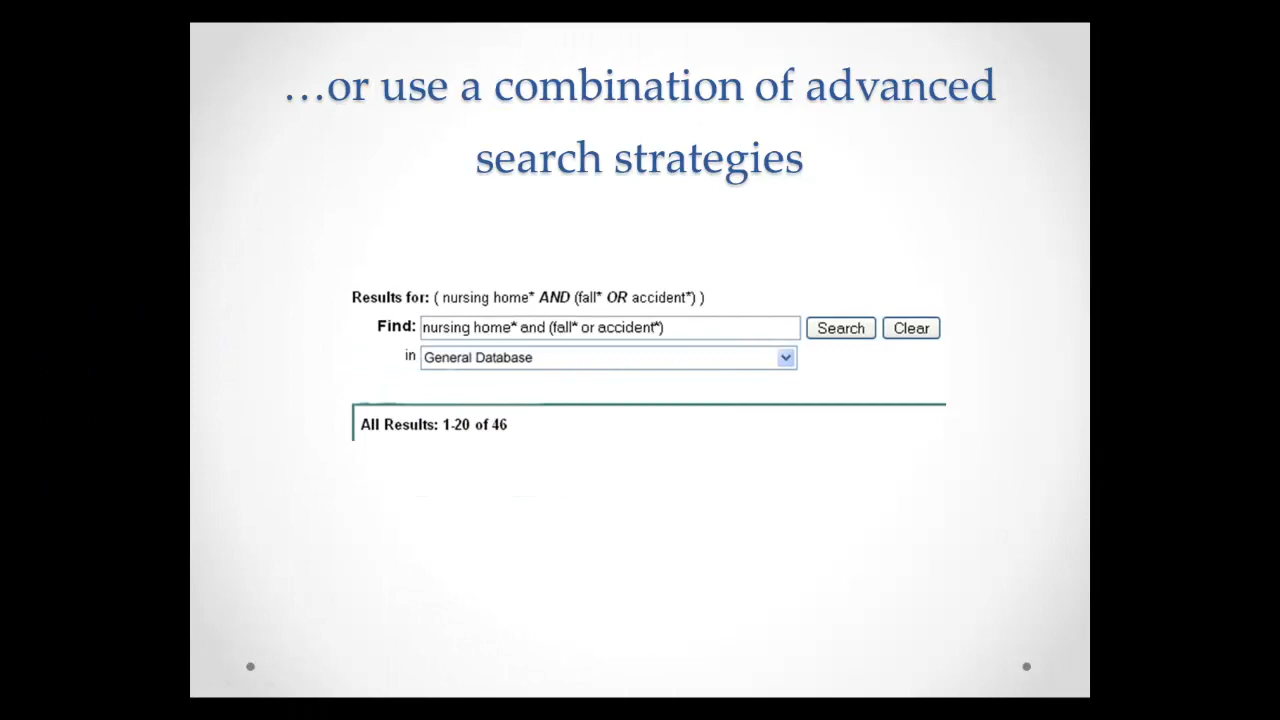 …or use a combination of advanced
search strategies
Results for: ( nursing home* AND (fall* OR accident*) )
Find: nursing home* and (fall* or accident*) Search Clear
in General Database
All Results: 1-20 of 46